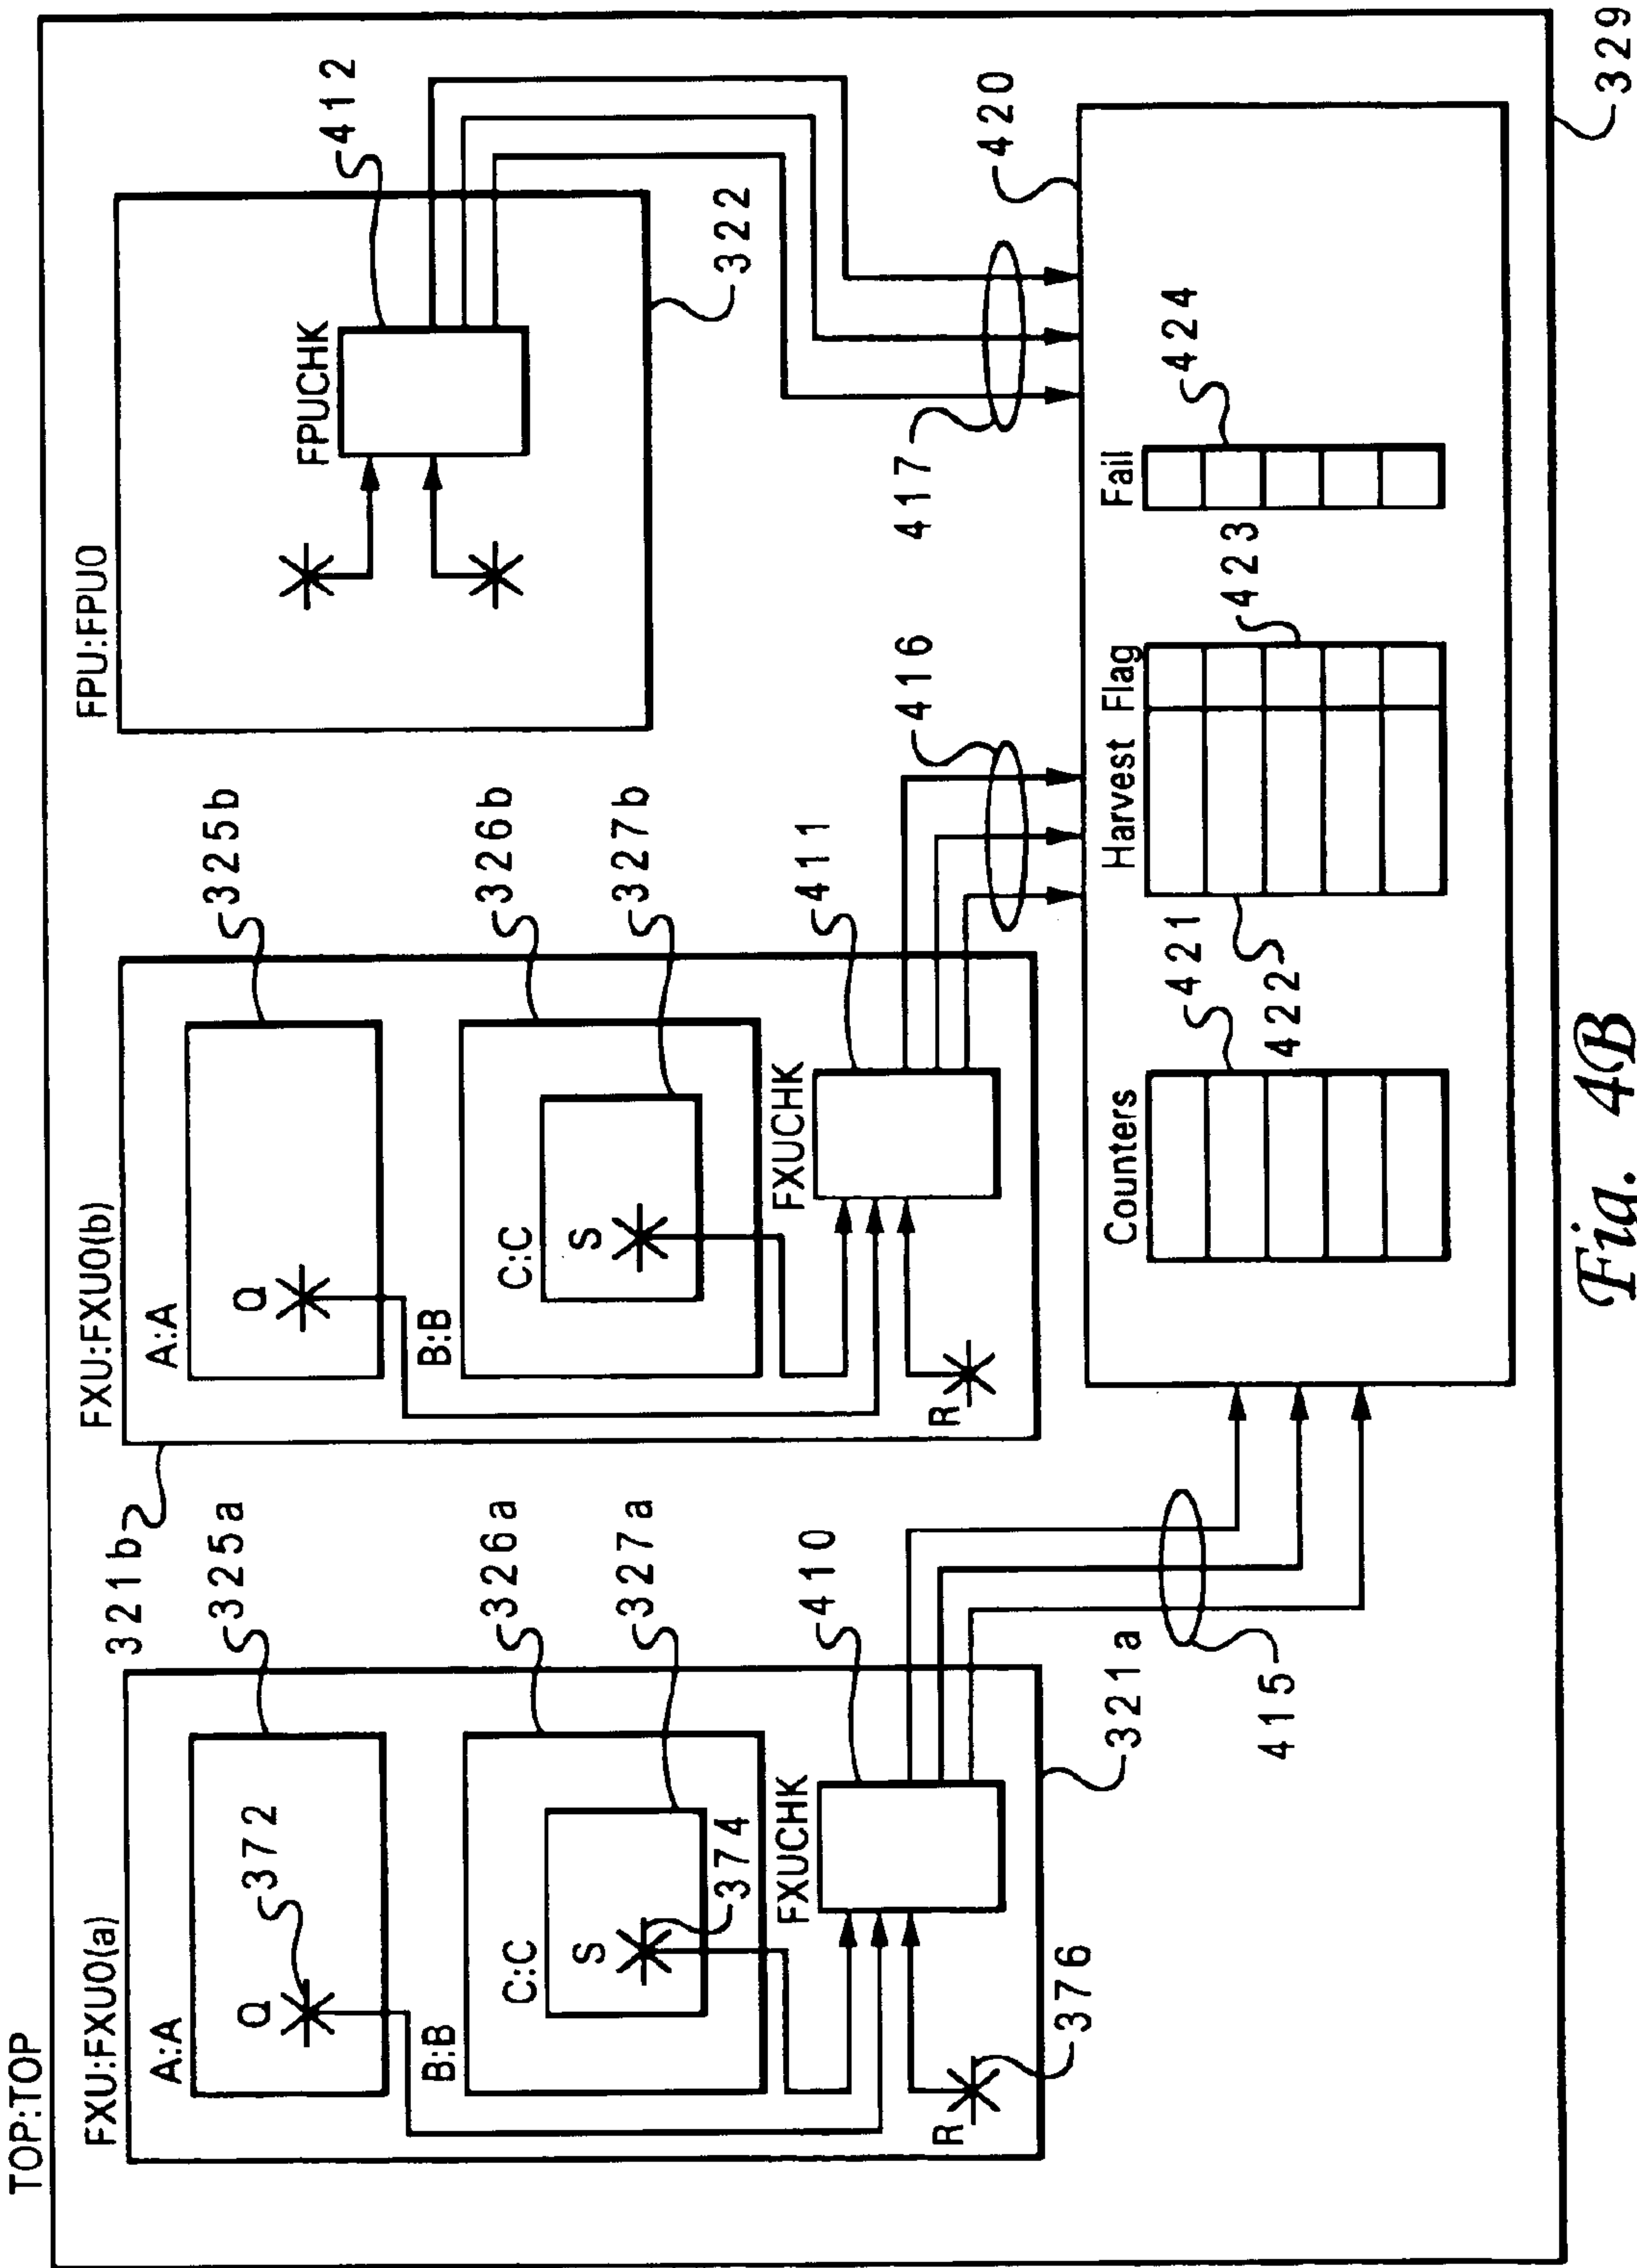 TOP:TOP
FXU:FXU0(a)
A:A
Q
372
325a
B:B
326a
C:C
S
374
327a
FXUCHK
410
R
376
321a
415
321b
FXU:FXU0(b)
A:A
Q
325b
B:B
326b
C:C
S
327b
FXUCHK
411
R
416
FPU:FPU0
FPUCHK
412
322
417
420
Counters
421
422
Harvest Flag
423
Fail
424
329
Fig. 4B